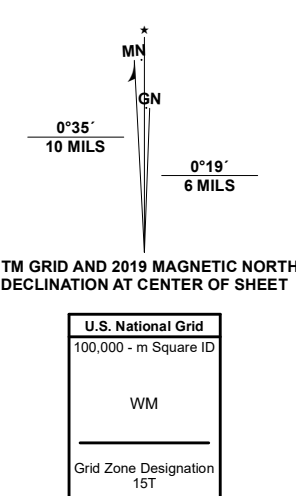 MN
GN
0°35´
10 MILS
0°19´
6 MILS
TM GRID AND 2019 MAGNETIC NORTH
DECLINATION AT CENTER OF SHEET
U.S. National Grid
100,000 - m Square ID
WM
Grid Zone Designation
15T